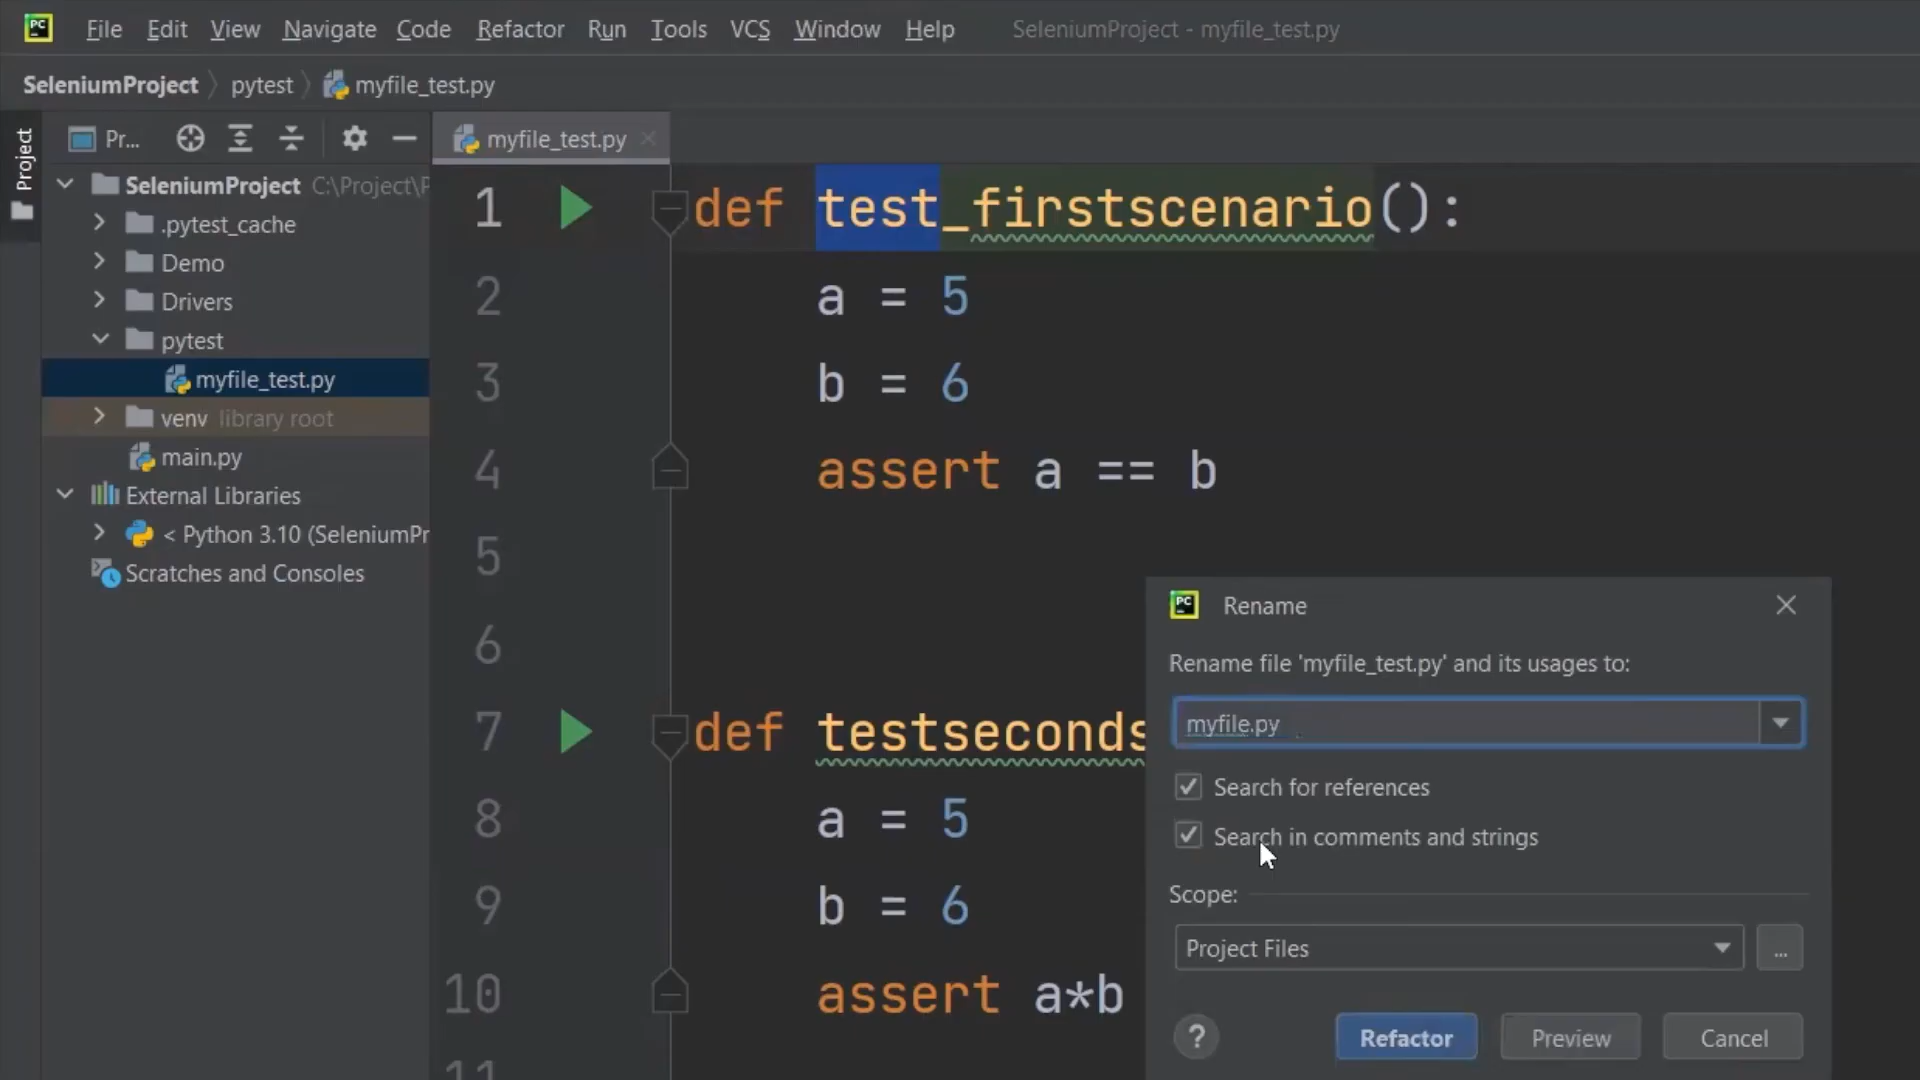 PC File Edit View Navigate Code Refactor Run Tools VCS Window Help SeleniumProject - myfile_test.py
SeleniumProject pytest myfile_test.py
Project
Pr...
SeleniumProject C:\Project\P
.pytest_cache
Demo
Drivers
pytest
myfile_test.py
venv library root
main.py
External Libraries
< Python 3.10 (SeleniumPr
Scratches and Consoles
myfile_test.py
1 def test_firstscenario():
2 a = 5
3 b = 6
4 assert a == b
5
6
7 def testseconds
8 a = 5
9 b = 6
10 assert a*b
11
PC Rename
Rename file 'myfile_test.py' and its usages to:
myfile.py
Search for references
Search in comments and strings
Scope:
Project Files ...
? Refactor Preview Cancel